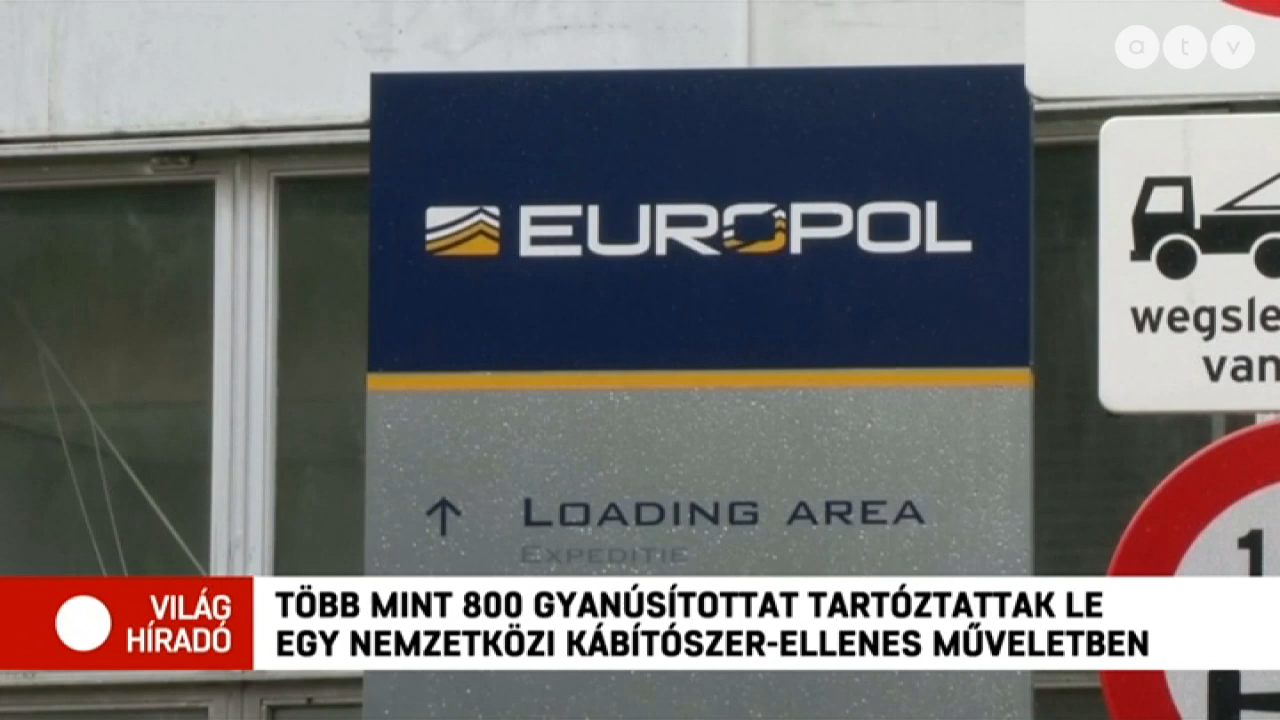 atv
EUROPOL
wegsle
van
LOADING AREA
EXPEDITIE
1
VILÁG
HÍRADÓ
TÖBB MINT 800 GYANÚSÍTOTTAT TARTÓZTATTAK LE
EGY NEMZETKÖZI KÁBÍTÓSZER-ELLENES MŰVELETBEN